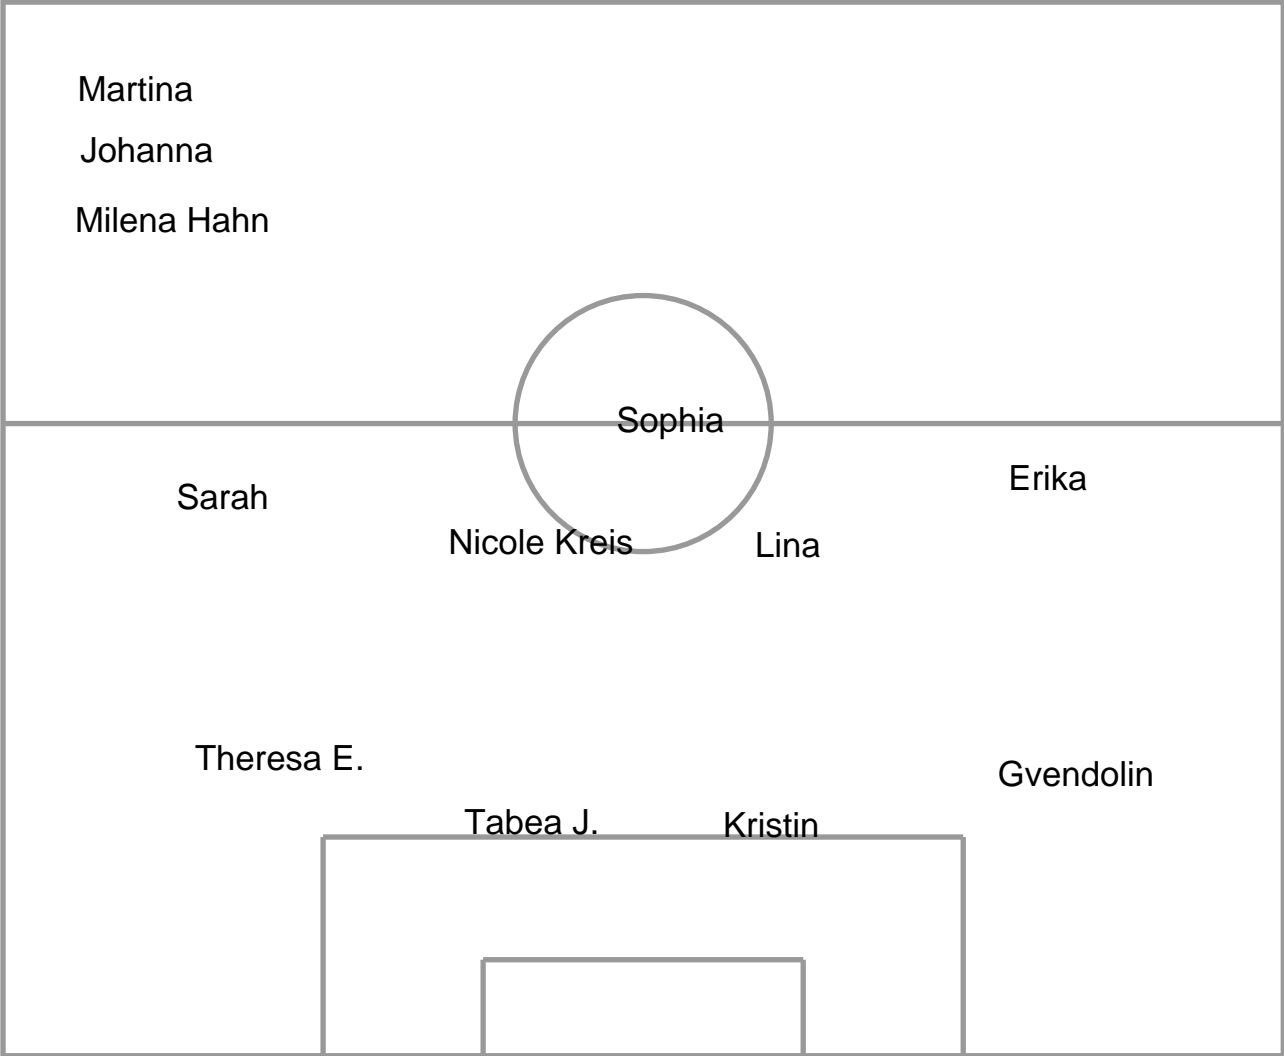 Martina
Johanna
Milena Hahn
Sophia
Erika
Sarah
Nicole Kreis
Lina
Theresa E.
Gvendolin
Tabea J.
Kristin